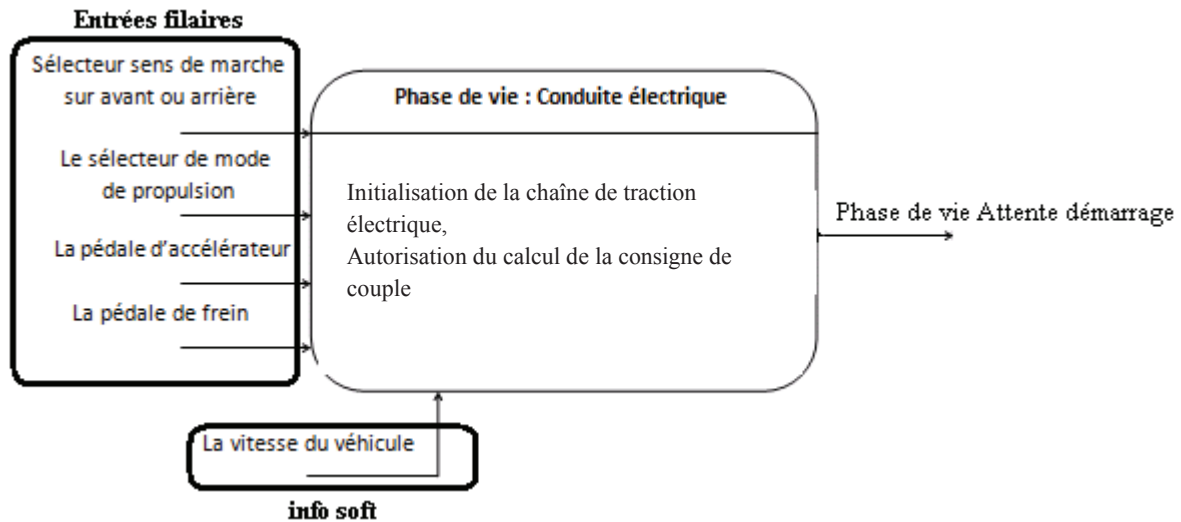 Entrées filaires
Sélecteur sens de marche
sur avant ou arrière
Le sélecteur de mode
de propulsion
La pédale d'accélérateur
La pédale de frein
Phase de vie : Conduite électrique
Initialisation de la chaîne de traction
électrique,
Autorisation du calcul de la consigne de
couple
Phase de vie Attente démarrage
La vitesse du véhicule
info soft